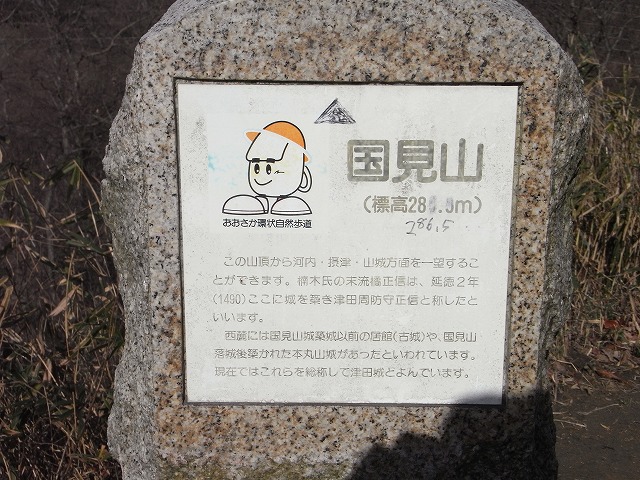 国見山
(標高28 m)
286.5
おおさか環状自然歩道
この山頂から河内・摂津・山城方面を一望するこ
とができます。楠木氏の末流橘正信は、延徳2年
(1490)ここに城を築き津田周防守正信と称したと
いいます。
西麓には国見山城築城以前の居館(古城)や、国見山
落城後築かれた本丸山城があったといわれています。
現在ではこれらを総称して津田城とよんでいます。